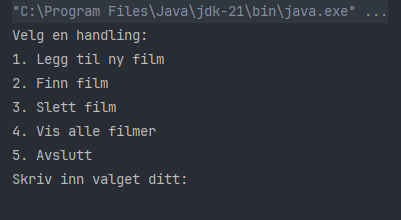 "C:\Program Files\Java\jdk-21\bin\java.exe" ...
Velg en handling:
1. Legg til ny film
2. Finn film
3. Slett film
4. Vis alle filmer
5. Avslutt
Skriv inn valget ditt: